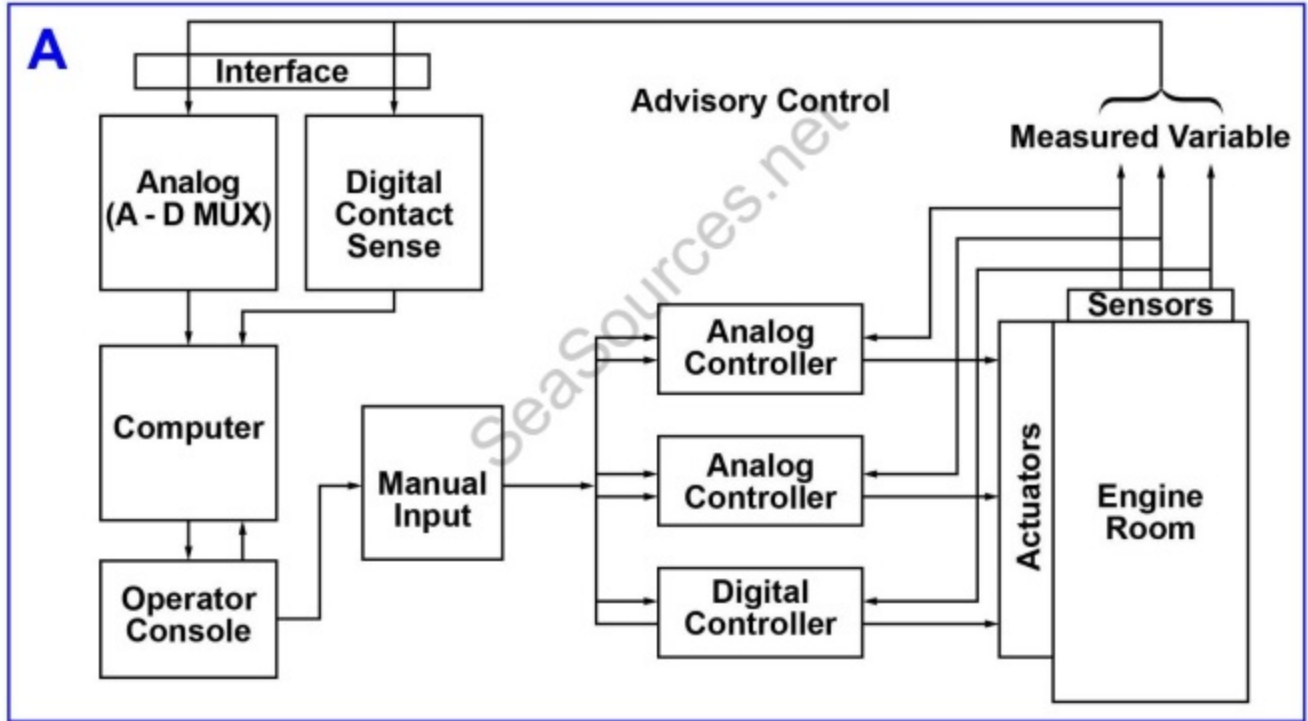 A
Interface
Advisory Control
Measured Variable
Analog
(A - D MUX)
Digital
Contact
Sense
SeaSources.net
Sensors
Analog
Controller
Computer
Manual
Input
Analog
Controller
Actuators
Engine
Room
Operator
Console
Digital
Controller